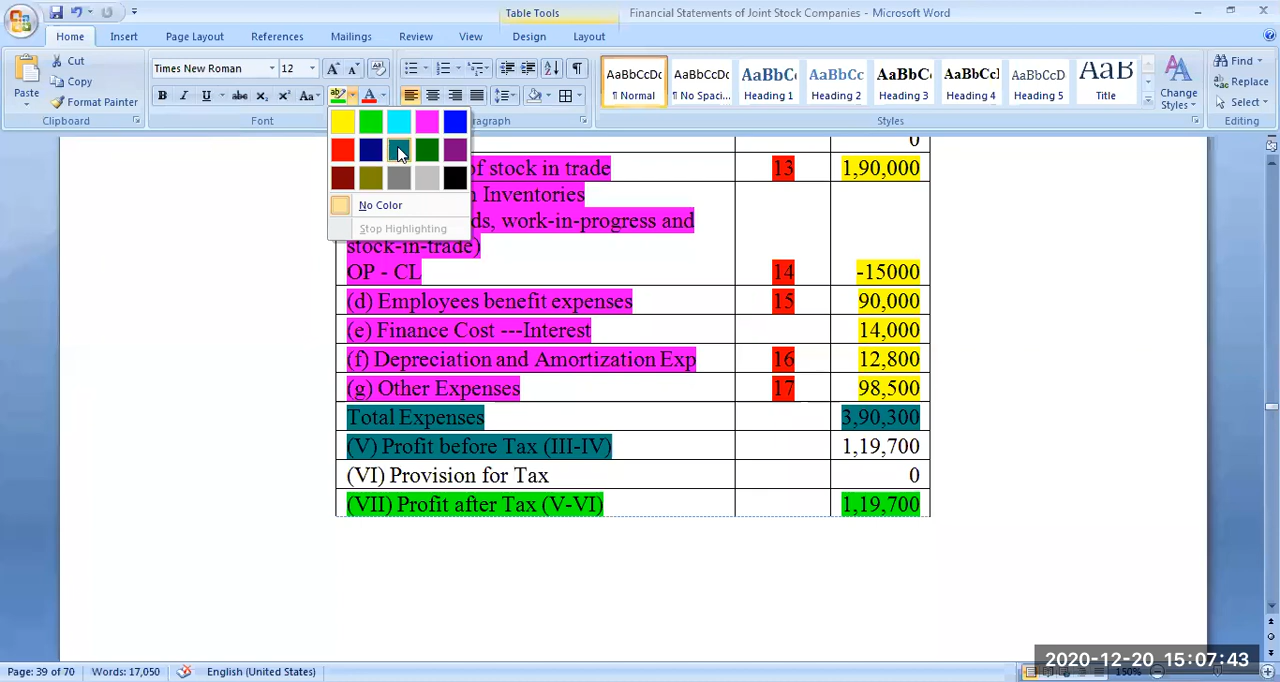 Table Tools
Financial Statements of Joint Stock Companies - Microsoft Word
Home Insert Page Layout References Mailings Review View Design Layout
Cut
Copy
Format Painter
Paste
Clipboard
Times New Roman 12
Font
Paragraph
AaBbCcDc AaBbCcDc AaBbC( AaBbCc AaBbC( AaBbCcI AaBbCcD AaB
¶ Normal ¶ No Spaci... Heading 1 Heading 2 Heading 3 Heading 4 Heading 5 Title
Change Styles
Styles
Find
Replace
Select
Editing
No Color
Stop Highlighting
0
of stock in trade 13 1,90,000
Inventories
work-in-progress and
stock-in-trade)
OP - CL 14 -15000
(d) Employees benefit expenses 15 90,000
(e) Finance Cost ---Interest 14,000
(f) Depreciation and Amortization Exp 16 12,800
(g) Other Expenses 17 98,500
Total Expenses 3,90,300
(V) Profit before Tax (III-IV) 1,19,700
(VI) Provision for Tax 0
(VII) Profit after Tax (V-VI) 1,19,700
Page: 39 of 70 Words: 17,050 English (United States) 150%
2020-12-20 15:07:43